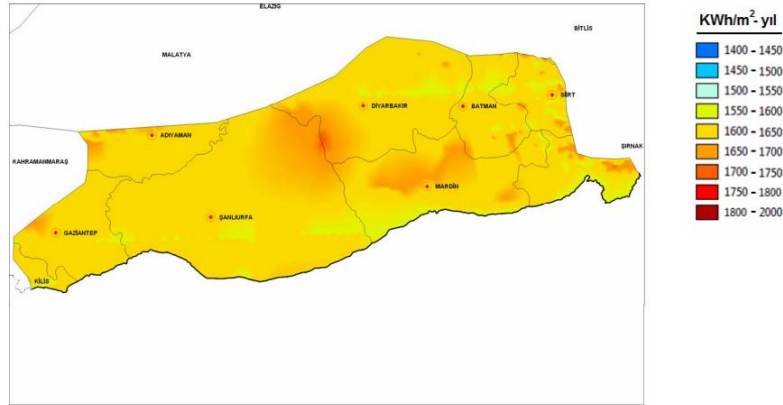 ELAZIG
BİTLİS
MALATYA
SİİRT
DİYARBAKIR
BATMAN
ADIYAMAN
ŞIRNAK
KAHRAMANMARAŞ
MARDİN
ŞANLIURFA
GAZİANTEP
KİLİS
KWh/m²- yıl
1400 - 1450
1450 - 1500
1500 - 1550
1550 - 1600
1600 - 1650
1650 - 1700
1700 - 1750
1750 - 1800
1800 - 2000